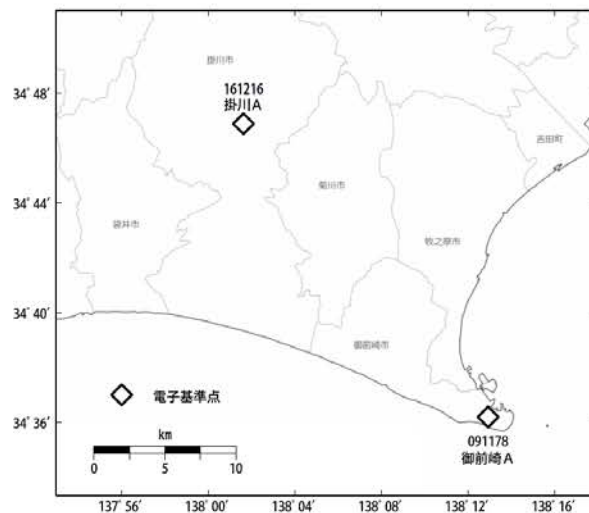 掛川市
161216
掛川A
34°48′
吉田町
34°44′
菊川市
袋井市
牧之原市
34°40′
御前崎市
電子基準点
34°36′
km
091178
御前崎A
0 5 10
137°56′ 138°00′ 138°04′ 138°08′ 138°12′ 138°16′